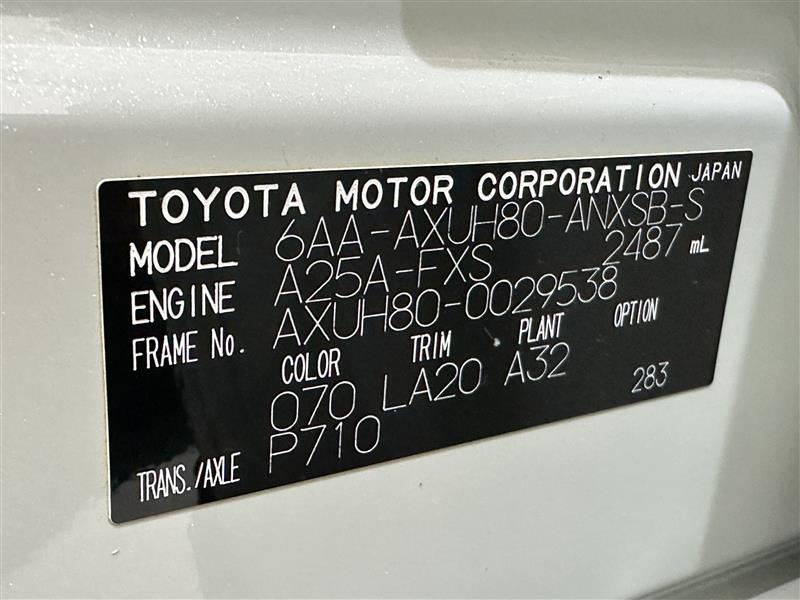 TOYOTA MOTOR CORPORATION JAPAN
MODEL 6AA-AXUH80-ANXSB-S
ENGINE A25A-FXS 2487 mL
FRAME No. AXUH80-0029538
COLOR TRIM PLANT OPTION
070 LA20 A32 283
TRANS./AXLE P710